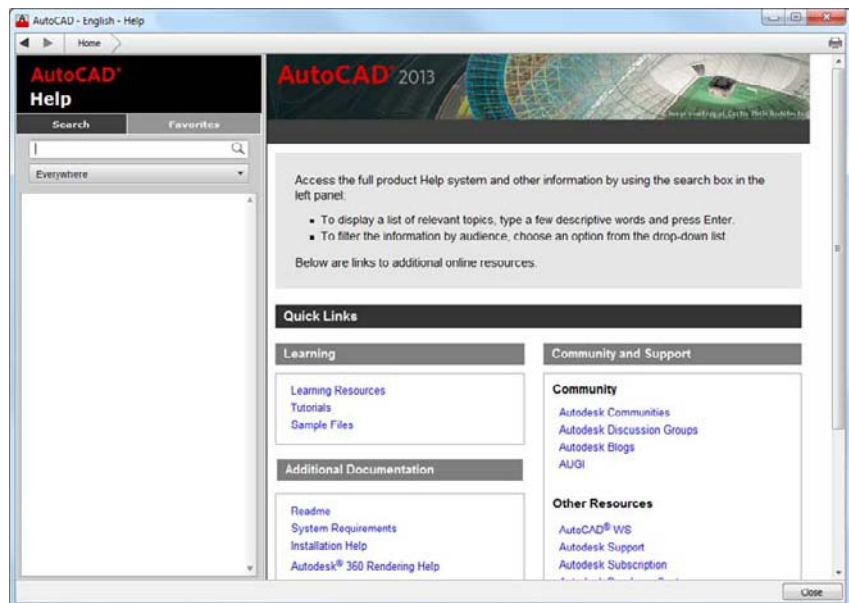 AutoCAD - English - Help
Home
AutoCAD®
Help
Search
Favorites
Everywhere
AutoCAD® 2013
Access the full product Help system and other information by using the search box in the
left panel:
To display a list of relevant topics, type a few descriptive words and press Enter.
To filter the information by audience, choose an option from the drop-down list
Below are links to additional online resources.
Quick Links
Learning
Learning Resources
Tutorials
Sample Files
Additional Documentation
Readme
System Requirements
Installation Help
Autodesk® 360 Rendering Help
Community and Support
Community
Autodesk Communities
Autodesk Discussion Groups
Autodesk Blogs
AUGI
Other Resources
AutoCAD® WS
Autodesk Support
Autodesk Subscription
Close